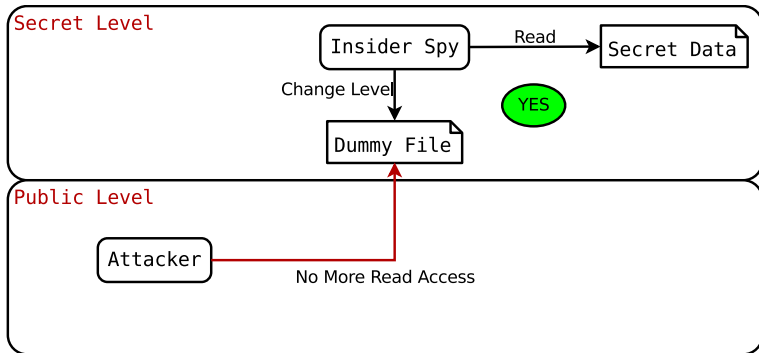 Secret Level
Insider Spy
Read
Secret Data
Change Level
YES
Dummy File
Public Level
Attacker
No More Read Access